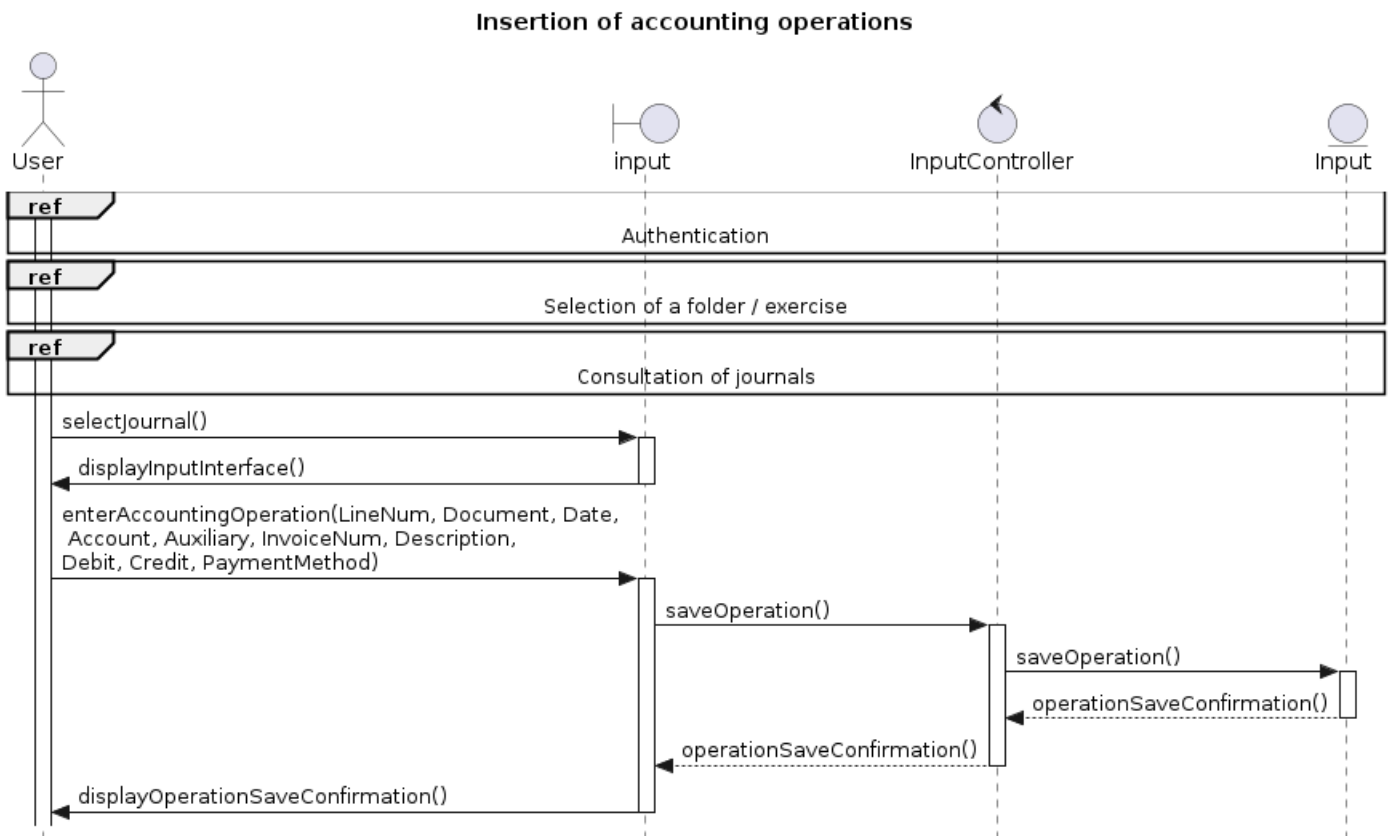 Insertion of accounting operations
User
input
InputController
Input
ref
Authentication
ref
Selection of a folder / exercise
ref
Consultation of journals
selectJournal()
displayInputInterface()
enterAccountingOperation(LineNum, Document, Date,
Account, Auxiliary, InvoiceNum, Description,
Debit, Credit, PaymentMethod)
saveOperation()
saveOperation()
operationSaveConfirmation()
operationSaveConfirmation()
displayOperationSaveConfirmation()